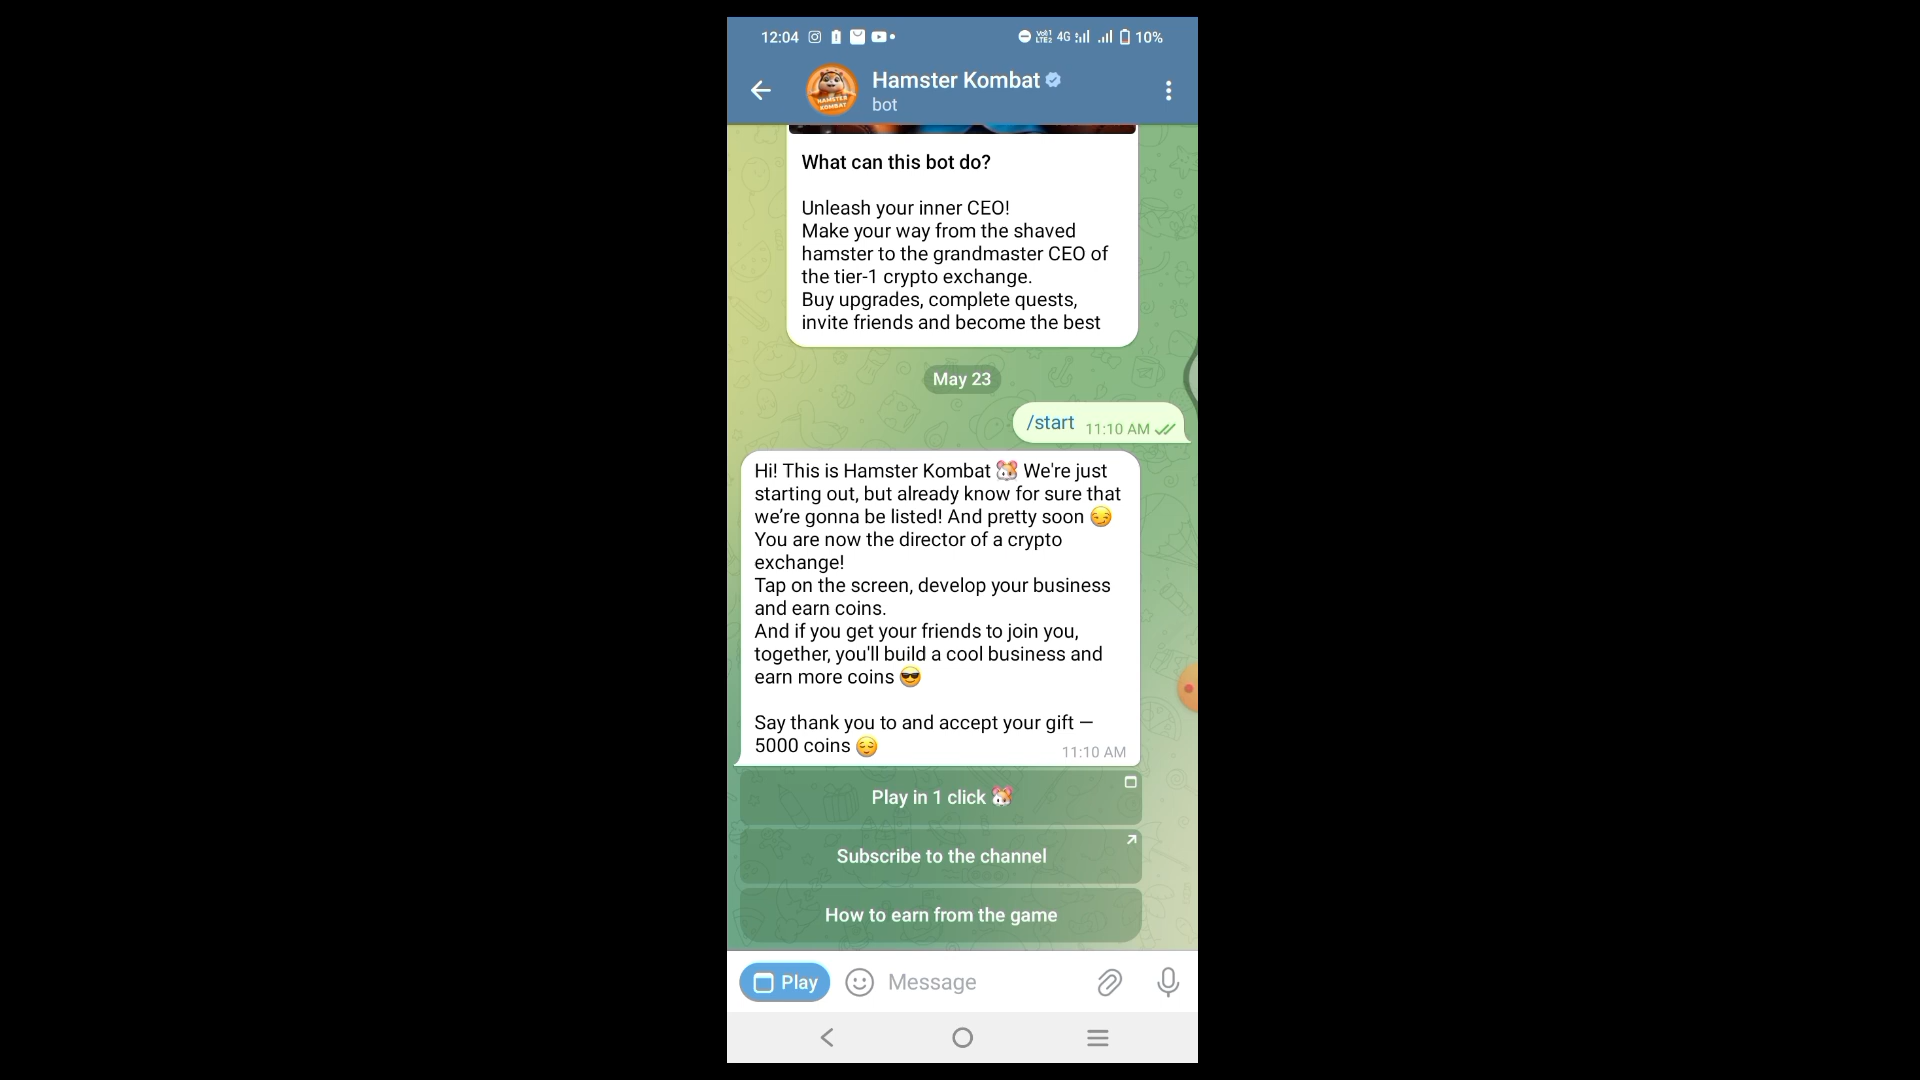 12:04
VoI1 LTE2 4G 10%
Hamster Kombat
bot
HAMSTER KOMBAT
What can this bot do?
Unleash your inner CEO!
Make your way from the shaved
hamster to the grandmaster CEO of
the tier-1 crypto exchange.
Buy upgrades, complete quests,
invite friends and become the best
May 23
/start 11:10 AM
Hi! This is Hamster Kombat 🐹 We're just
starting out, but already know for sure that
we’re gonna be listed! And pretty soon 😏
You are now the director of a crypto
exchange!
Tap on the screen, develop your business
and earn coins.
And if you get your friends to join you,
together, you'll build a cool business and
earn more coins 😎
Say thank you to and accept your gift —
5000 coins 😌
11:10 AM
Play in 1 click 🐹
Subscribe to the channel
How to earn from the game
Play Message